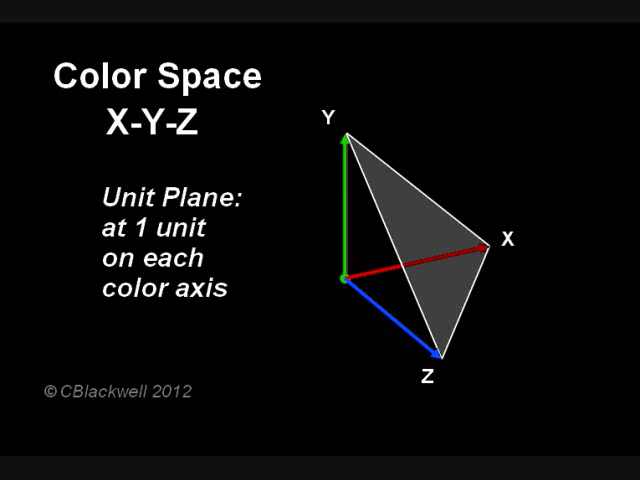 Color Space
X-Y-Z
Unit Plane:
at 1 unit
on each
color axis
Y
X
Z
© CBlackwell 2012